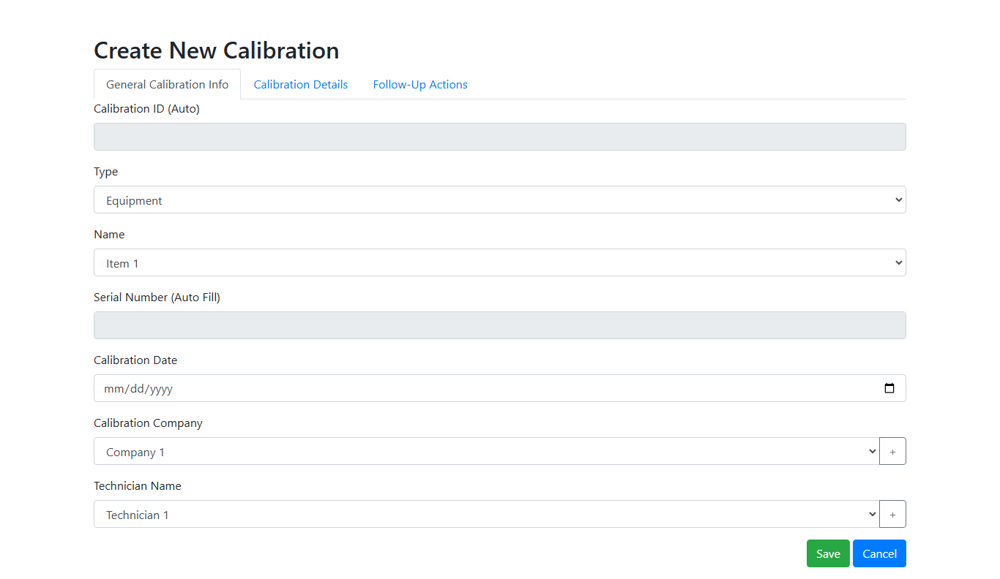 Create New Calibration
General Calibration Info Calibration Details Follow-Up Actions
Calibration ID (Auto)
Type
Equipment
Name
Item 1
Serial Number (Auto Fill)
Calibration Date
mm/dd/yyyy
Calibration Company
Company 1 +
Technician Name
Technician 1 +
Save Cancel